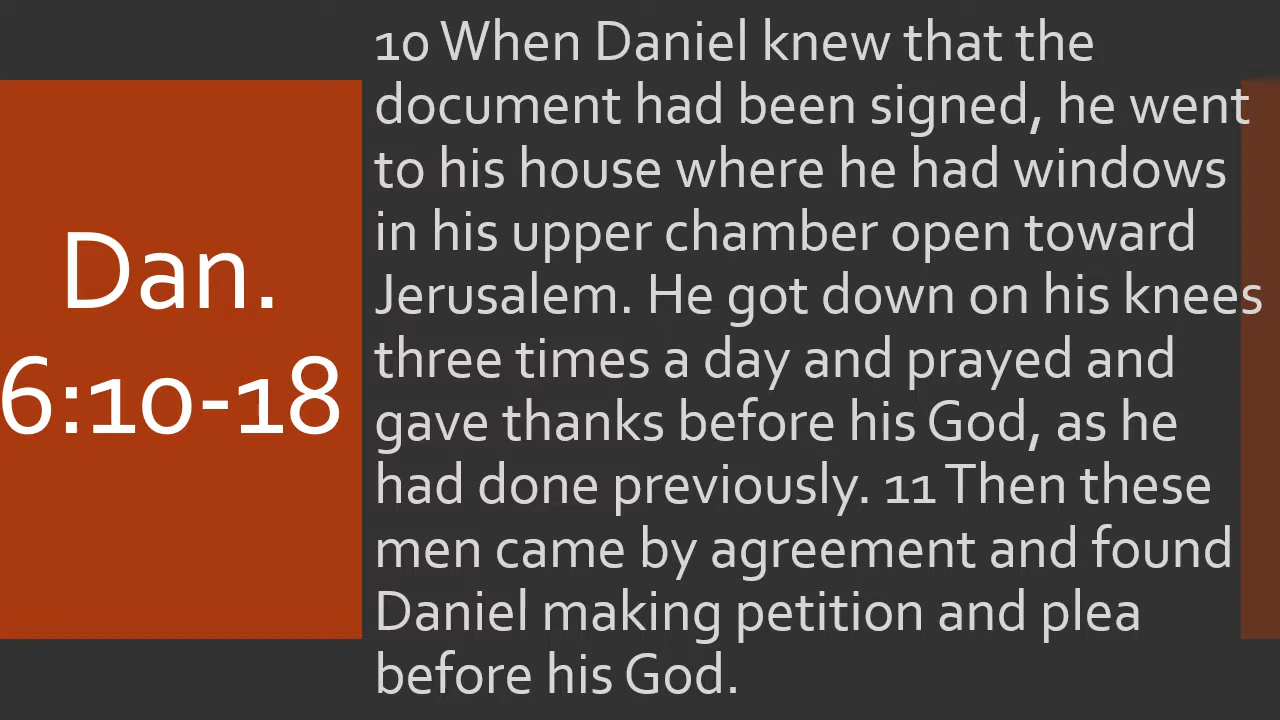 Dan.
6:10-18
10 When Daniel knew that the
document had been signed, he went
to his house where he had windows
in his upper chamber open toward
Jerusalem. He got down on his knees
three times a day and prayed and
gave thanks before his God, as he
had done previously. 11 Then these
men came by agreement and found
Daniel making petition and plea
before his God.